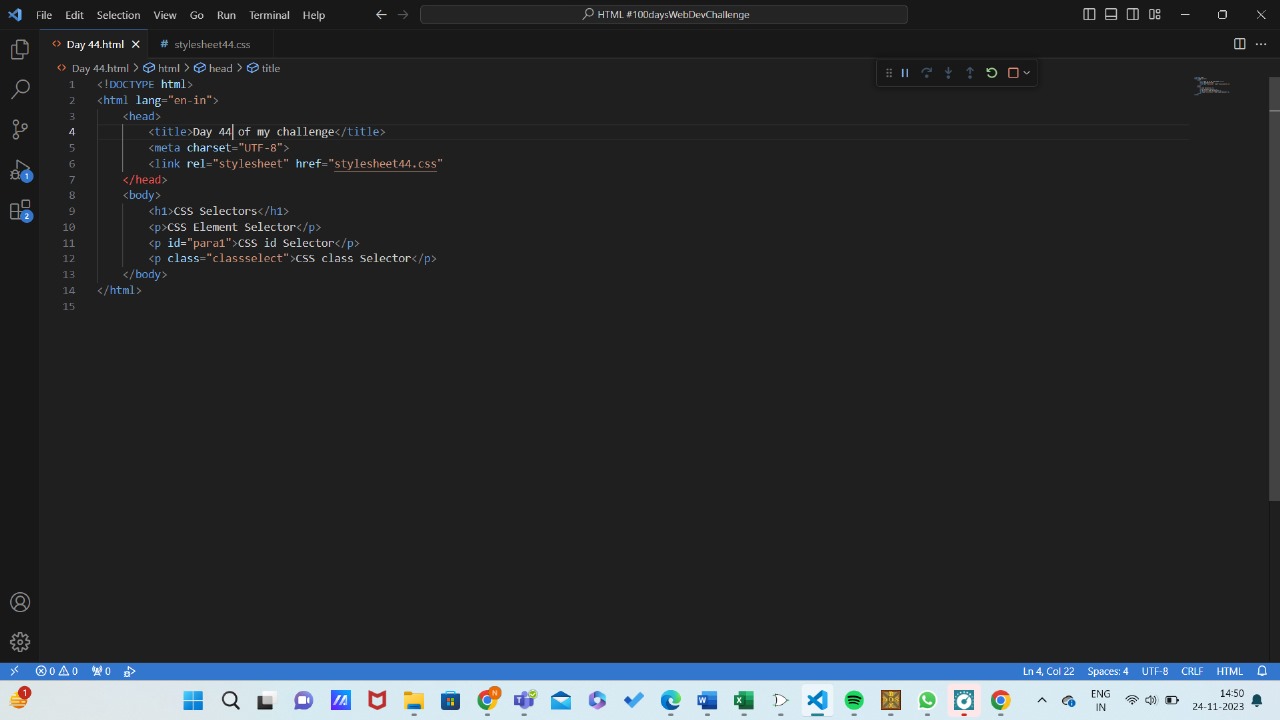 File Edit Selection View Go Run Terminal Help HTML #100daysWebDevChallenge
Day 44.html stylesheet44.css
Day 44.html > html > head > title
1 <!DOCTYPE html>
2 <html lang="en-in">
3 <head>
4 <title>Day 44 of my challenge</title>
5 <meta charset="UTF-8">
6 <link rel="stylesheet" href="stylesheet44.css"
7 </head>
8 <body>
9 <h1>CSS Selectors</h1>
10 <p>CSS Element Selector</p>
11 <p id="para1">CSS id Selector</p>
12 <p class="classselect">CSS class Selector</p>
13 </body>
14 </html>
15
1
2
0 0 0 Ln 4, Col 22 Spaces: 4 UTF-8 CRLF HTML
1 N ENG 14:50
IN 24-11-2023